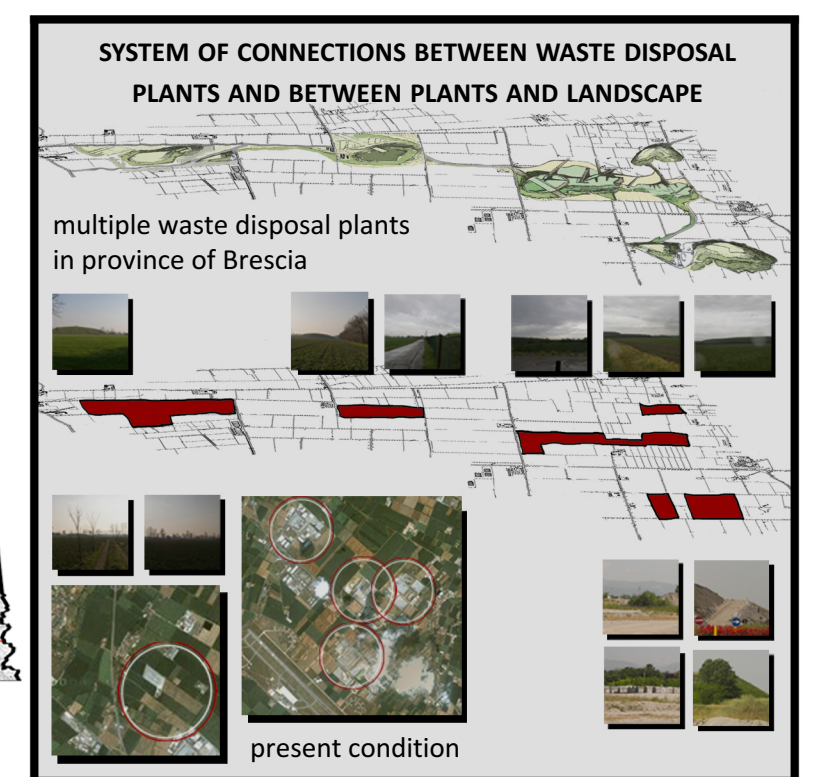 SYSTEM OF CONNECTIONS BETWEEN WASTE DISPOSAL
PLANTS AND BETWEEN PLANTS AND LANDSCAPE
multiple waste disposal plants
in province of Brescia
present condition